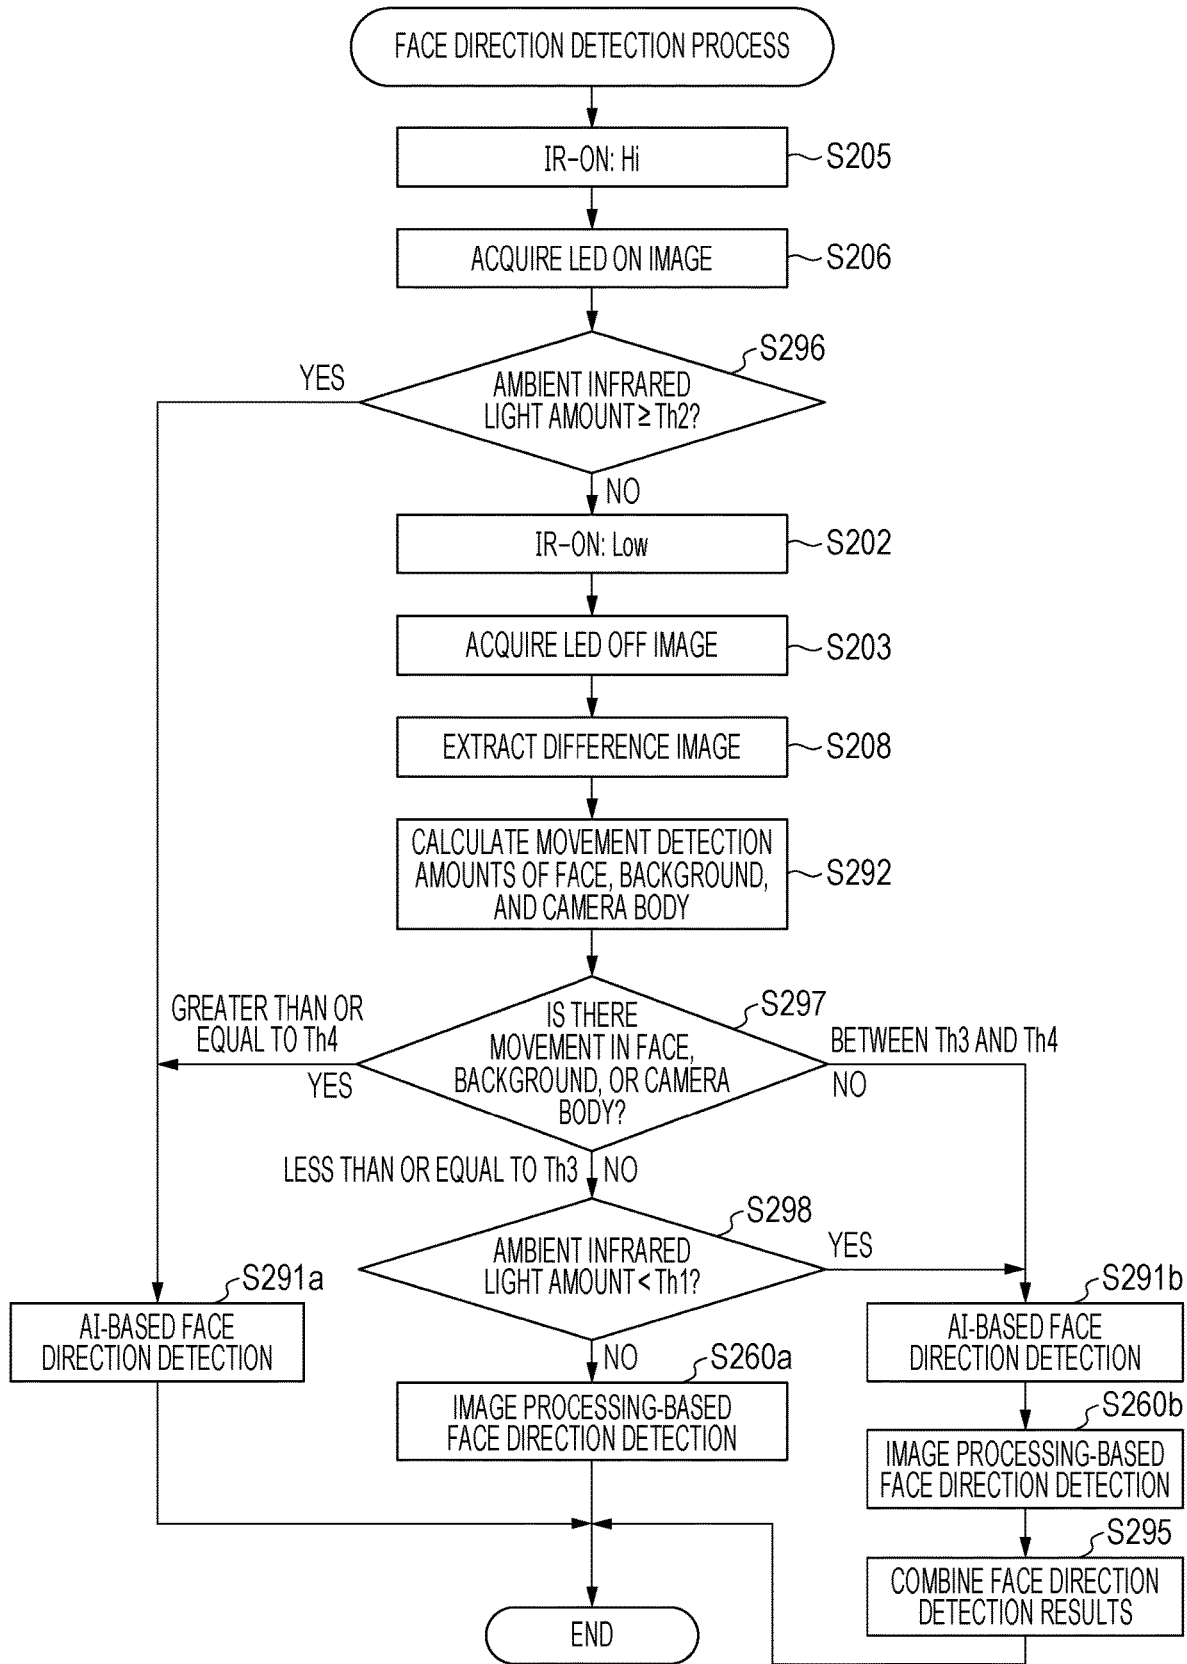 FACE DIRECTION DETECTION PROCESS
IR-ON: Hi
S205
ACQUIRE LED ON IMAGE
S206
S296
YES
AMBIENT INFRARED
LIGHT AMOUNT ≥ Th2?
NO
IR-ON: Low
S202
ACQUIRE LED OFF IMAGE
S203
EXTRACT DIFFERENCE IMAGE
S208
CALCULATE MOVEMENT DETECTION
AMOUNTS OF FACE, BACKGROUND,
AND CAMERA BODY
S292
GREATER THAN OR
EQUAL TO Th4
YES
S297
IS THERE
MOVEMENT IN FACE,
BACKGROUND, OR CAMERA
BODY?
BETWEEN Th3 AND Th4
NO
LESS THAN OR EQUAL TO Th3
NO
S298
AMBIENT INFRARED
LIGHT AMOUNT < Th1?
YES
NO
S291a
AI-BASED FACE
DIRECTION DETECTION
S260a
IMAGE PROCESSING-BASED
FACE DIRECTION DETECTION
S291b
AI-BASED FACE
DIRECTION DETECTION
S260b
IMAGE PROCESSING-BASED
FACE DIRECTION DETECTION
S295
COMBINE FACE DIRECTION
DETECTION RESULTS
END